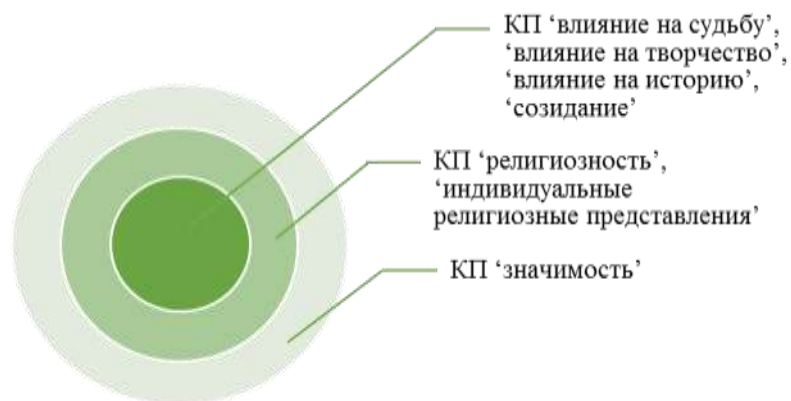 КП ‘влияние на судьбу’,
‘влияние на творчество’,
‘влияние на историю’,
‘созидание’
КП ‘религиозность’,
‘индивидуальные
религиозные представления’
КП ‘значимость’